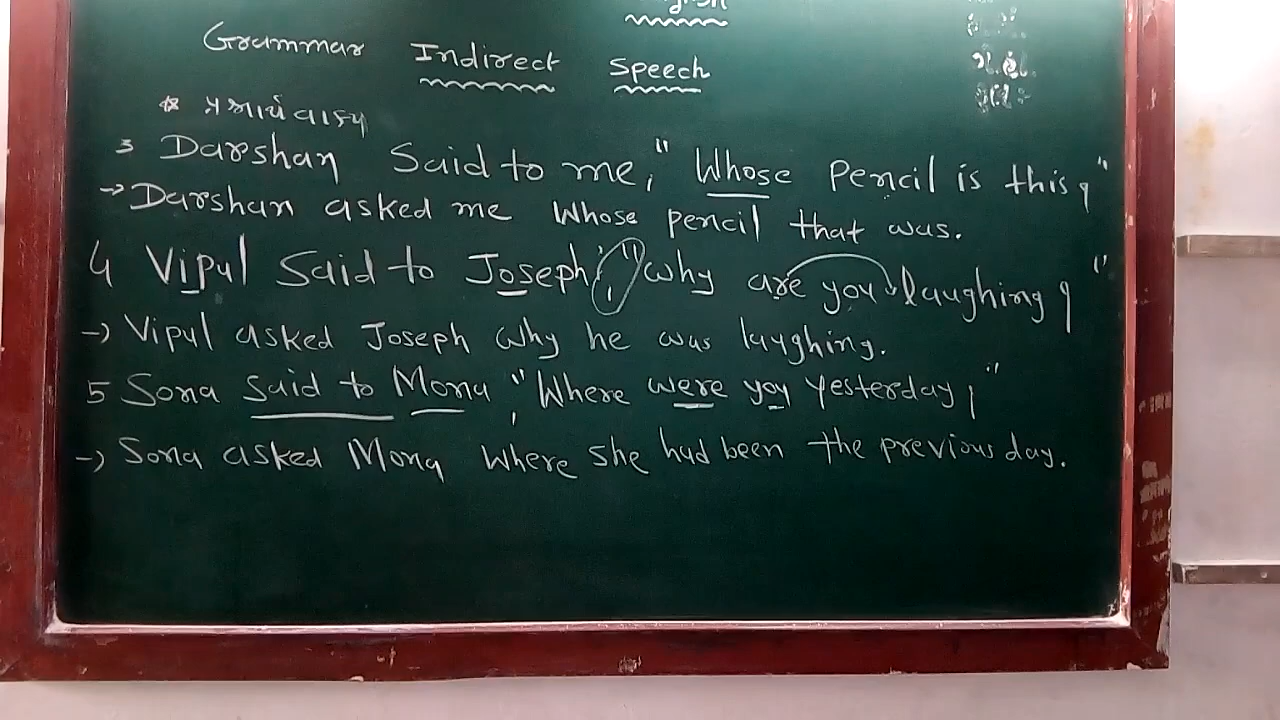 Grammar Indirect Speech
* પ્રશ્નાર્થ વાક્ય
3 Darshan Said to me, "Whose Pencil is this?"
→ Darshan asked me whose pencil that was.
4 Vipul Said to Joseph, "why are you laughing?"
→ Vipul asked Joseph why he was laughing.
5 Sona said to Mona, "Where were you yesterday,"
→ Sona asked Mona where she had been the previous day.